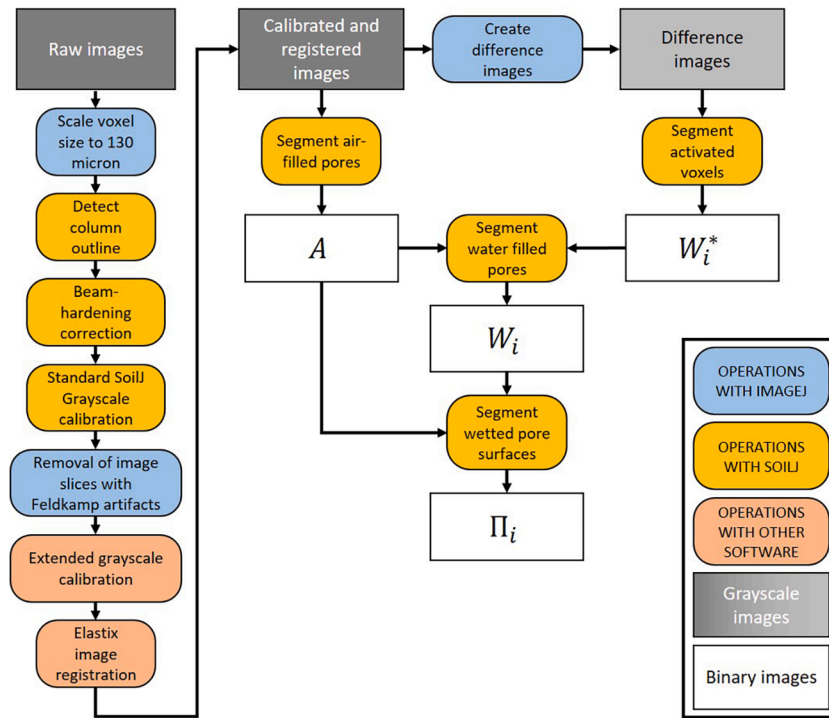 Raw images
Scale voxel
size to 130
micron
Detect
column
outline
Beam-
hardening
correction
Standard SoilJ
Grayscale
calibration
Removal of image
slices with
Feldkamp artifacts
Extended grayscale
calibration
Elastix
image
registration
Calibrated and
registered
images
Create
difference
images
Difference
images
Segment air-
filled pores
Segment
activated
voxels
A
Segment
water filled
pores
W_i^*
W_i
Segment
wetted pore
surfaces
Π_i
OPERATIONS
WITH IMAGEJ
OPERATIONS
WITH SOILJ
OPERATIONS
WITH OTHER
SOFTWARE
Grayscale
images
Binary images